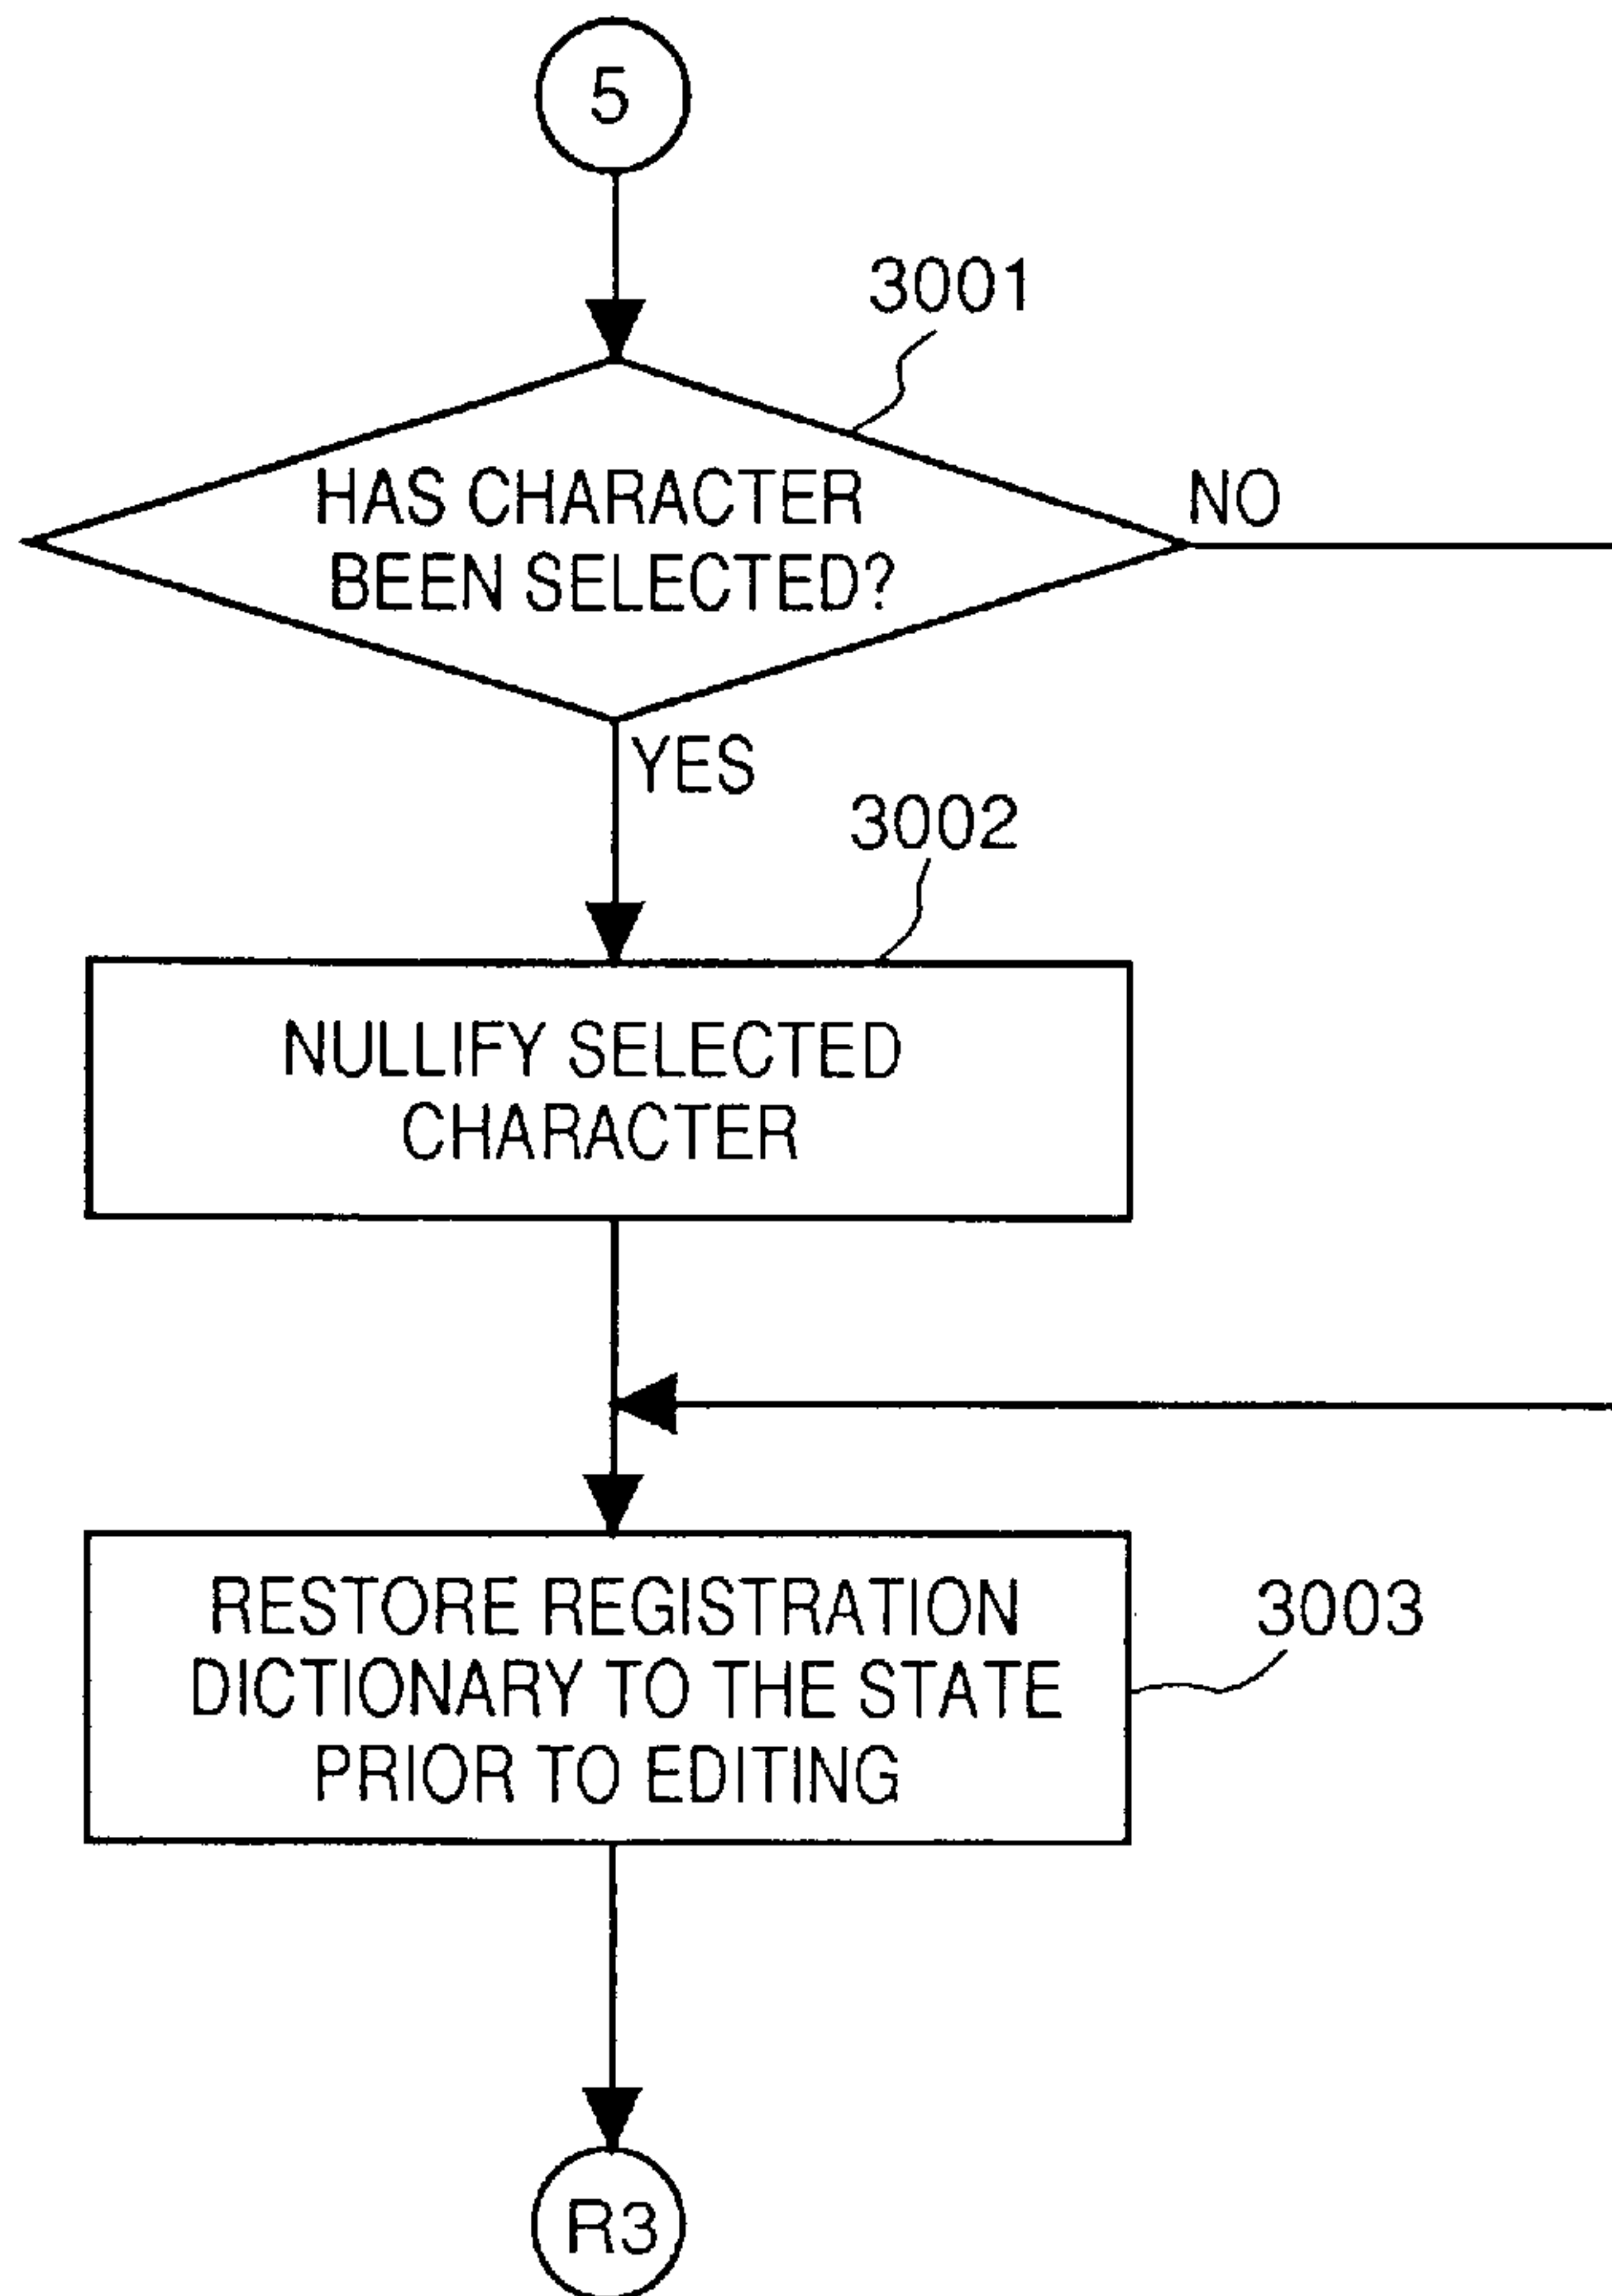 5
3001
HAS CHARACTER
BEEN SELECTED?
NO
YES
3002
NULLIFY SELECTED
CHARACTER
RESTORE REGISTRATION
DICTIONARY TO THE STATE
PRIOR TO EDITING
3003
R3